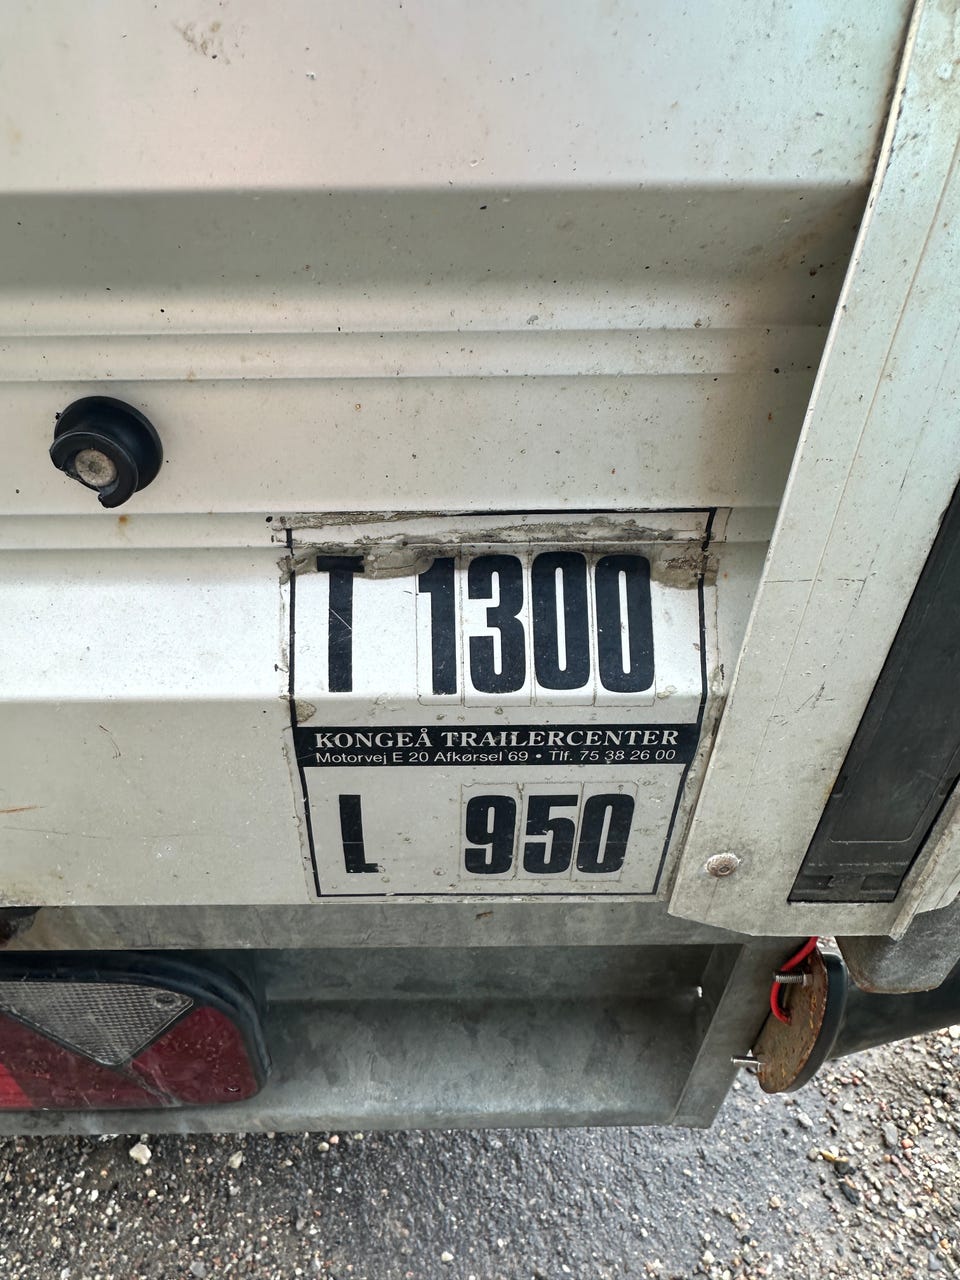 T 1300
KONGEÅ TRAILERCENTER
Motorvej E 20 Afkørsel 69 • Tlf. 75 38 26 00
L 950